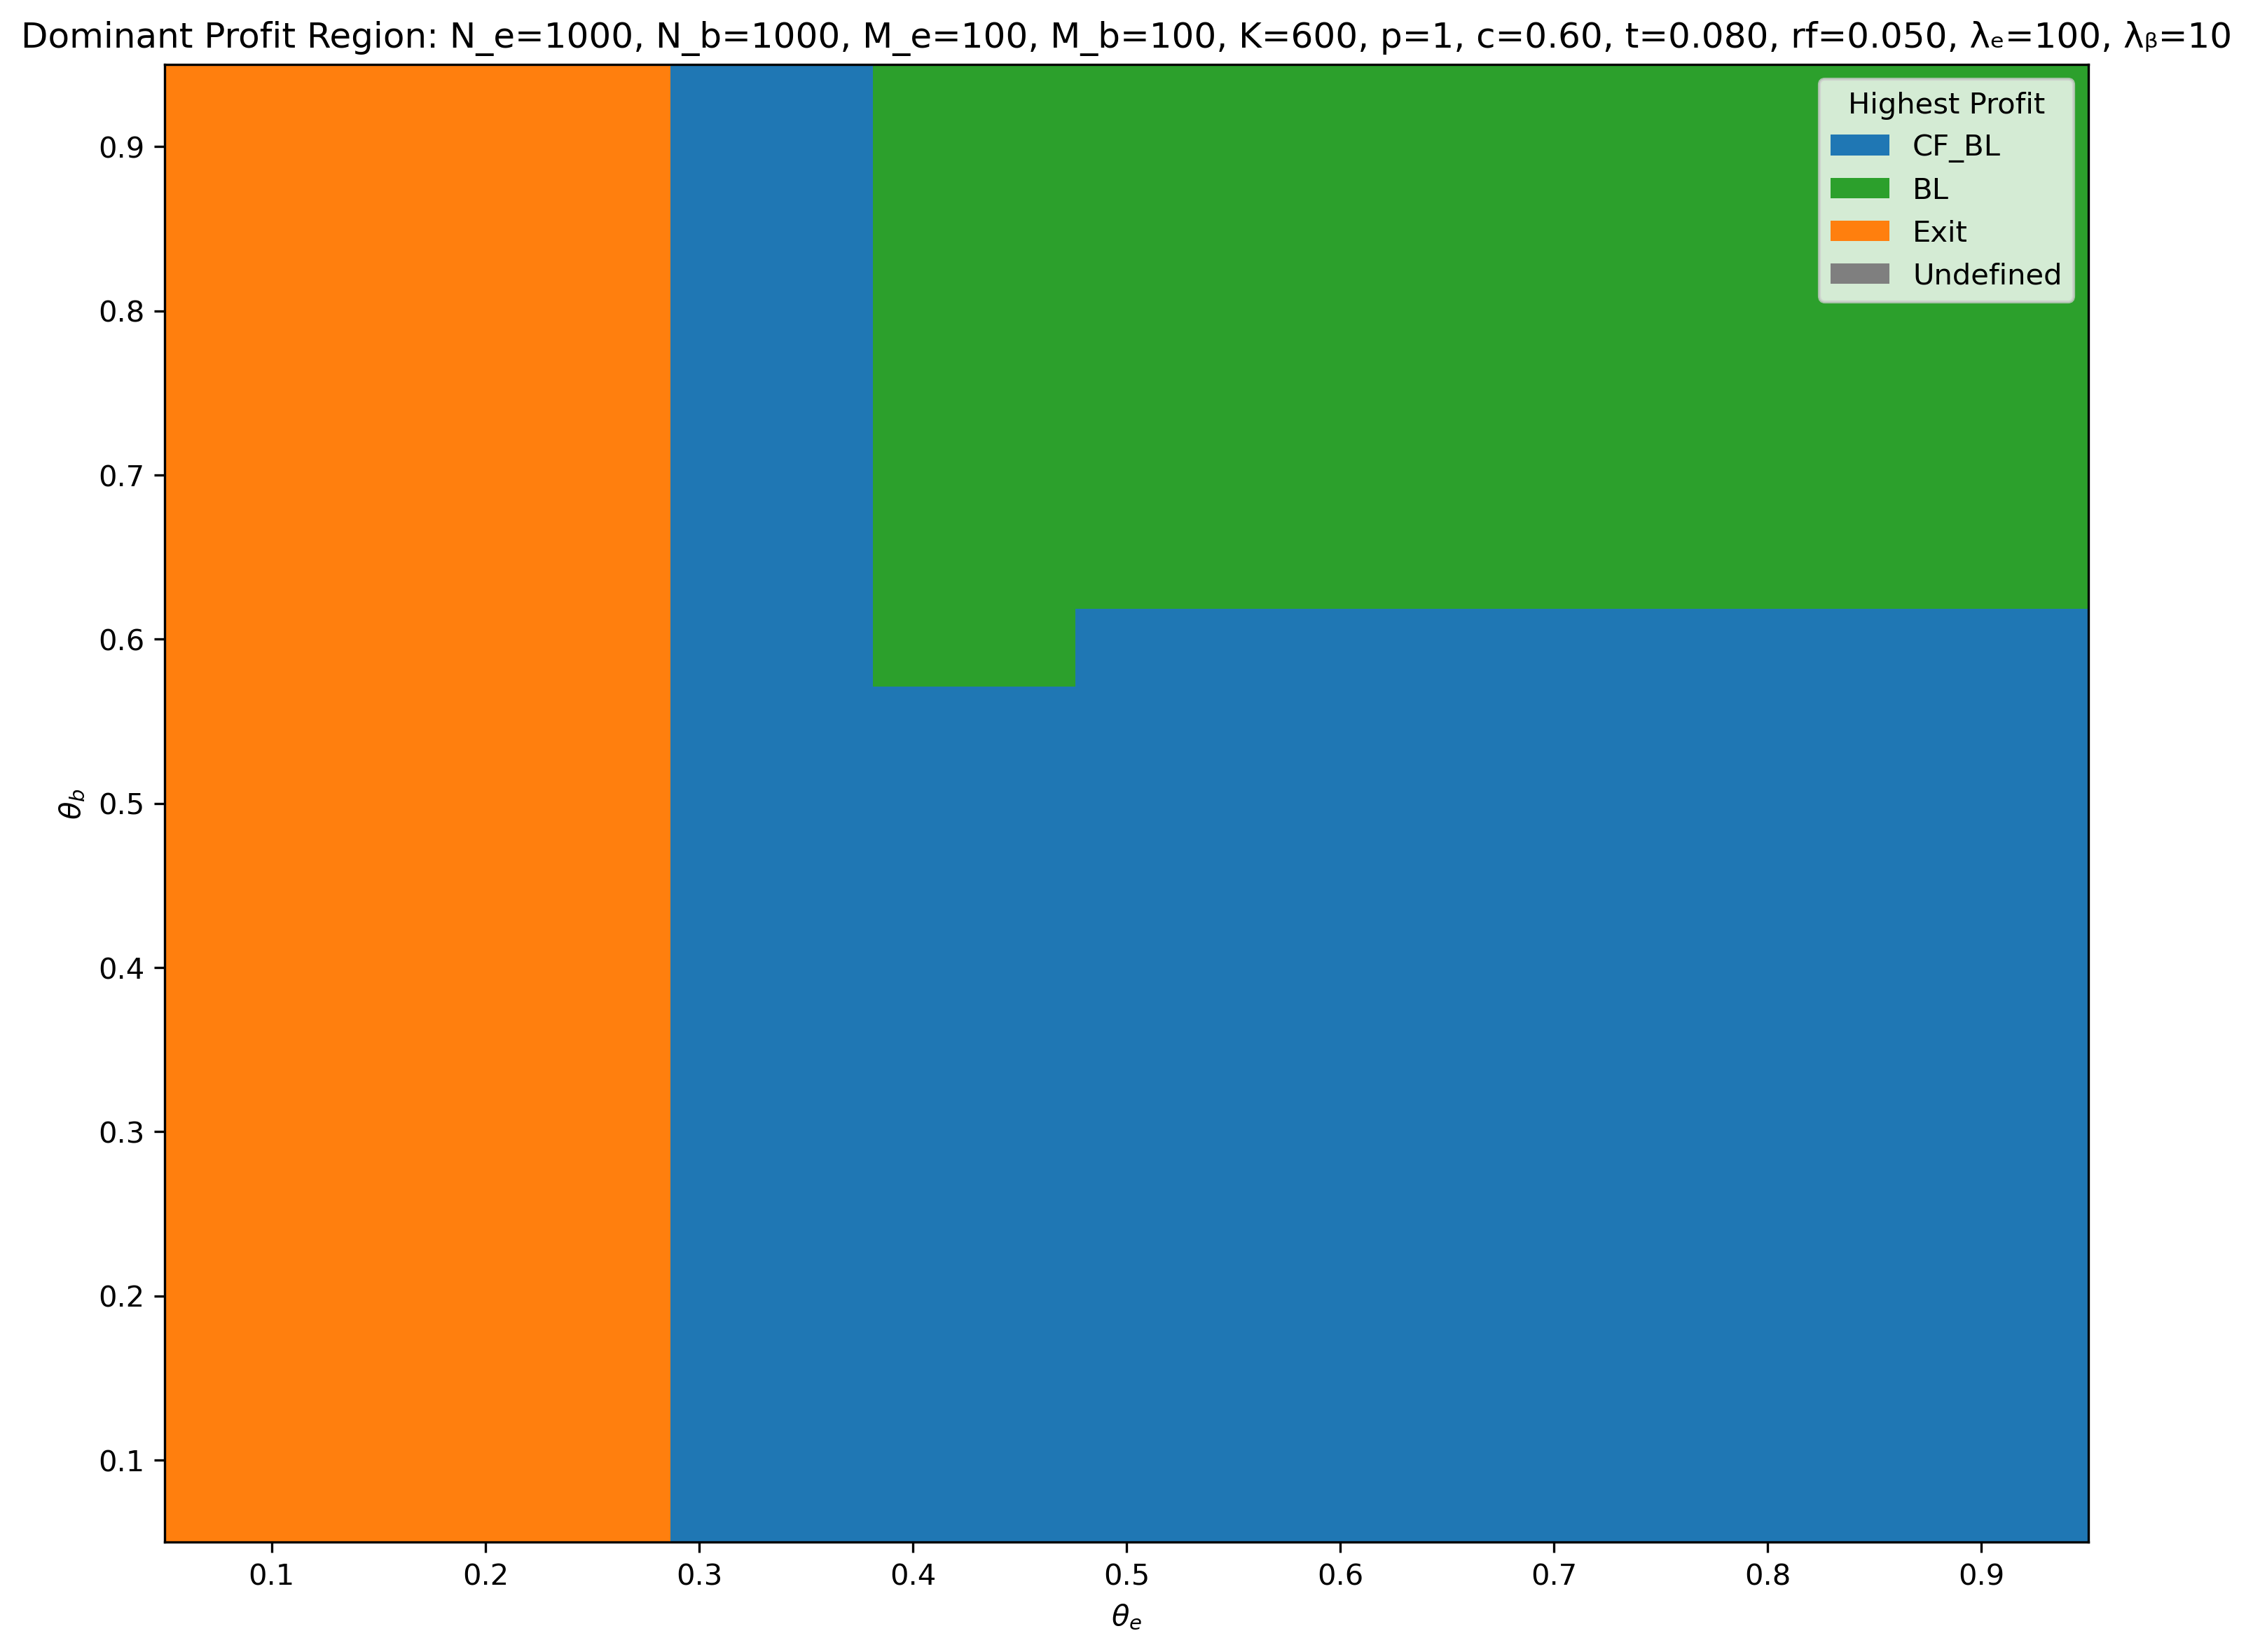 Dominant Profit Region: N_e=1000, N_b=1000, M_e=100, M_b=100, K=600, p=1, c=0.60, t=0.080, rf=0.050, λₑ=100, λᵦ=10
Highest Profit
CF_BL
BL
Exit
Undefined
0.9
0.8
0.7
0.6
0.5
0.4
0.3
0.2
0.1
θ_b
0.1 0.2 0.3 0.4 0.5 0.6 0.7 0.8 0.9
θ_e